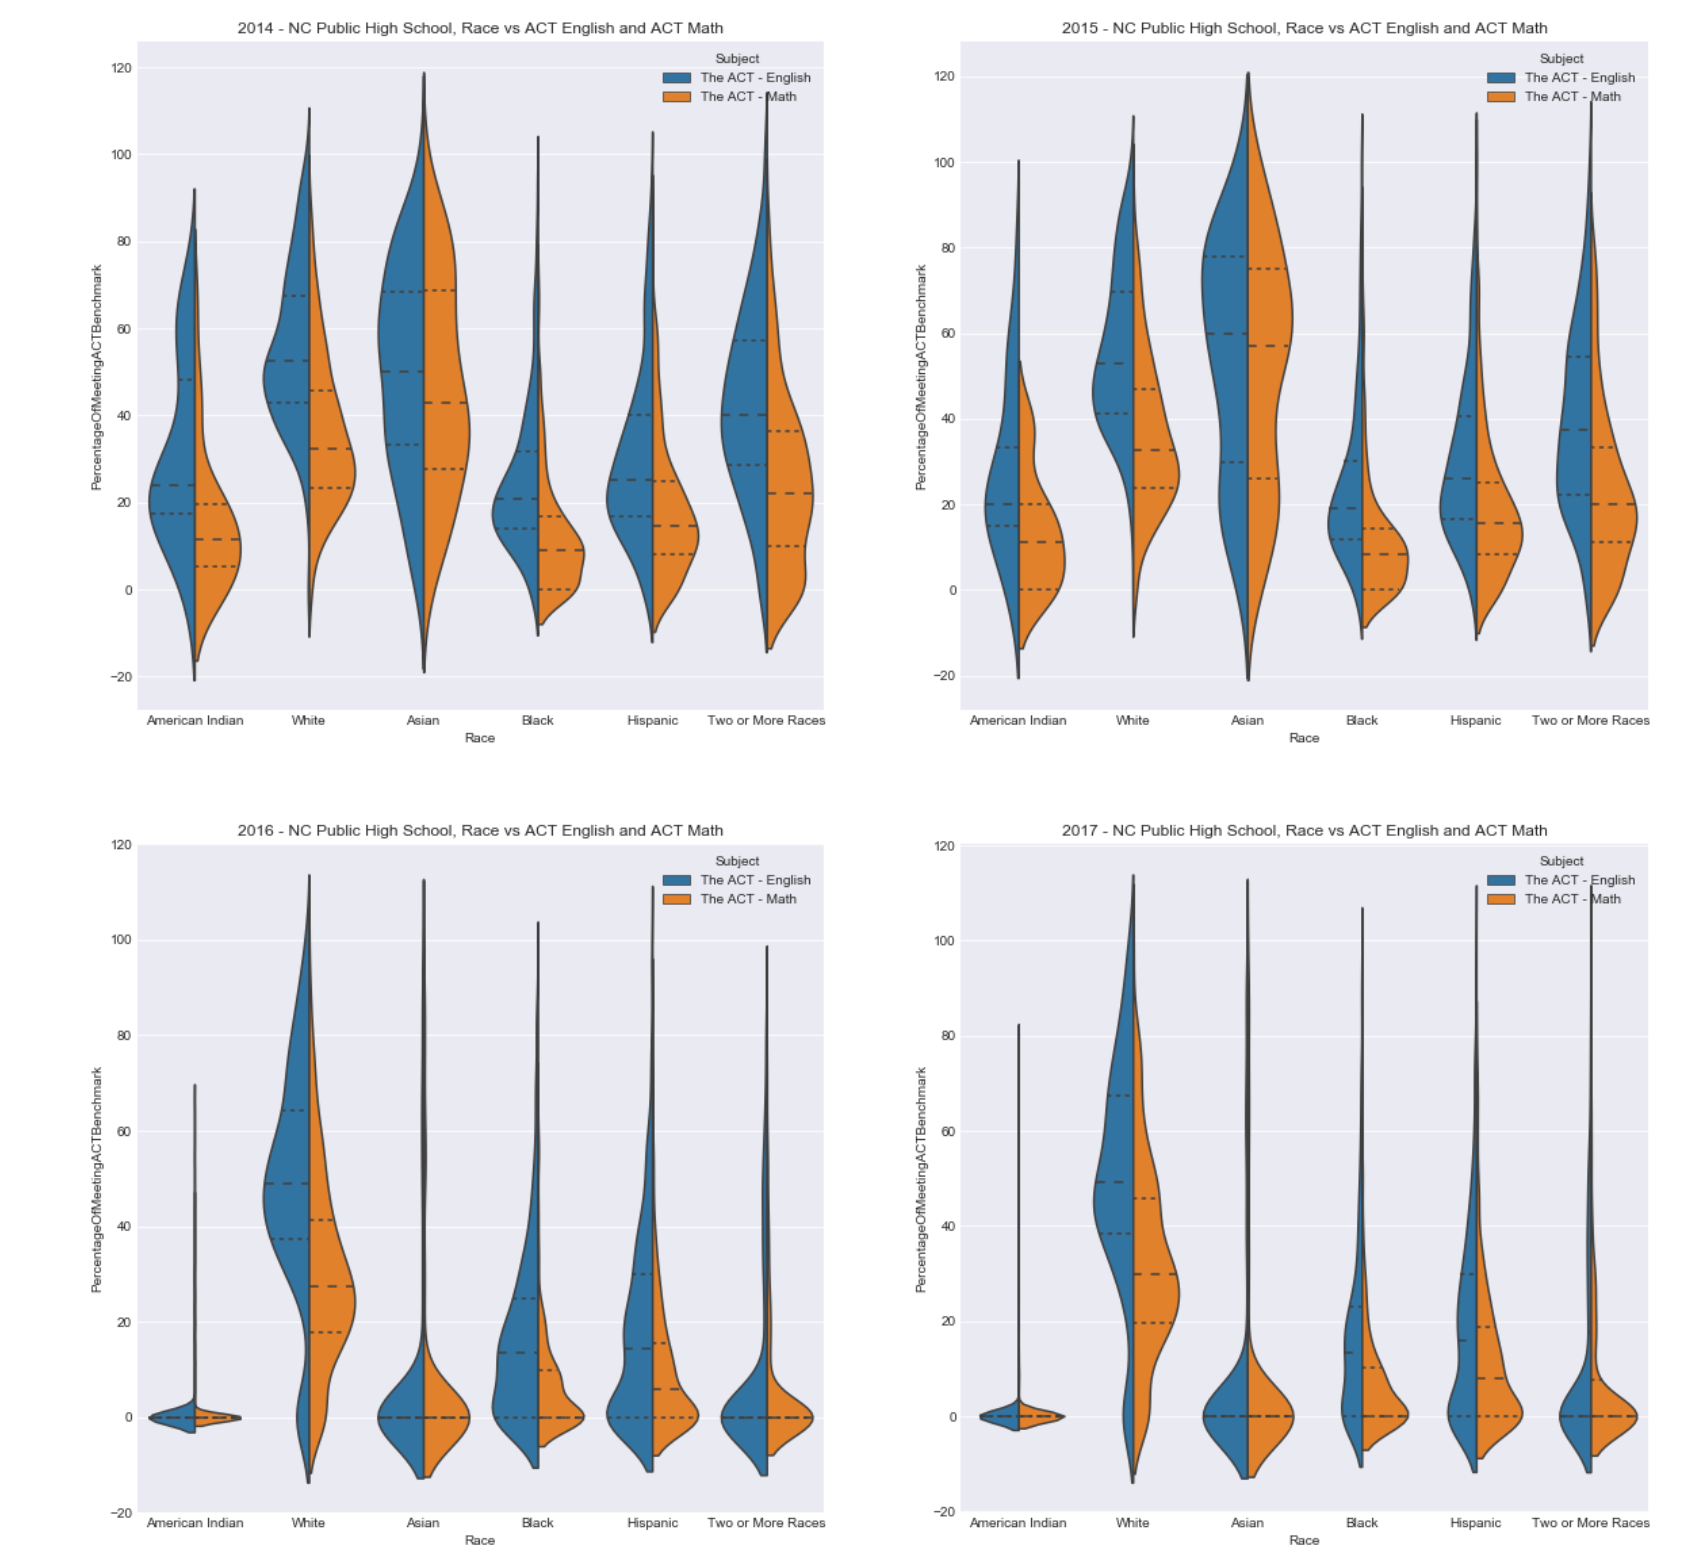 2014 - NC Public High School, Race vs ACT English and ACT Math
Subject
The ACT - English
The ACT - Math
120
100
80
60
40
20
0
−20
PercentageOfMeetingACTBenchmark
American Indian White Asian Black Hispanic Two or More Races
Race
2015 - NC Public High School, Race vs ACT English and ACT Math
Subject
The ACT - English
The ACT - Math
120
100
80
60
40
20
0
−20
PercentageOfMeetingACTBenchmark
American Indian White Asian Black Hispanic Two or More Races
Race
2016 - NC Public High School, Race vs ACT English and ACT Math
Subject
The ACT - English
The ACT - Math
120
100
80
60
40
20
0
−20
PercentageOfMeetingACTBenchmark
American Indian White Asian Black Hispanic Two or More Races
Race
2017 - NC Public High School, Race vs ACT English and ACT Math
Subject
The ACT - English
The ACT - Math
120
100
80
60
40
20
0
−20
PercentageOfMeetingACTBenchmark
American Indian White Asian Black Hispanic Two or More Races
Race